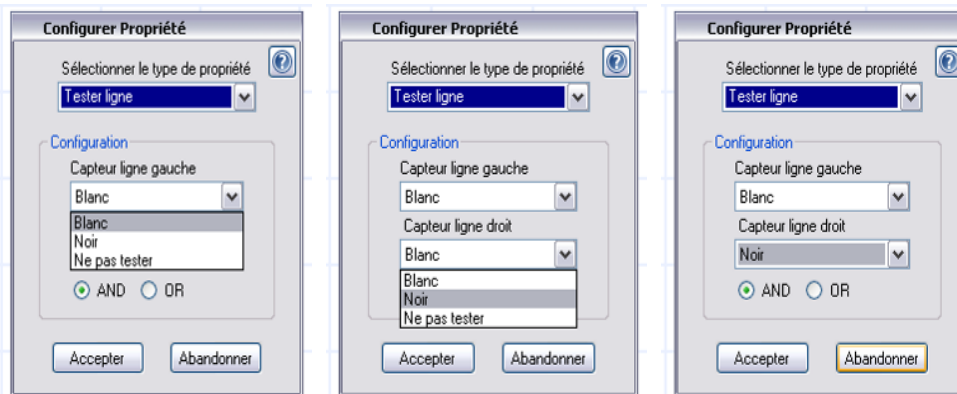 Configurer Propriété
Sélectionner le type de propriété
Tester ligne
Configuration
Capteur ligne gauche
Blanc
Blanc
Noir
Ne pas tester
AND OR
Accepter Abandonner
Configurer Propriété
Sélectionner le type de propriété
Tester ligne
Configuration
Capteur ligne gauche
Blanc
Capteur ligne droit
Blanc
Blanc
Noir
Ne pas tester
Accepter Abandonner
Configurer Propriété
Sélectionner le type de propriété
Tester ligne
Configuration
Capteur ligne gauche
Blanc
Capteur ligne droit
Noir
AND OR
Accepter Abandonner